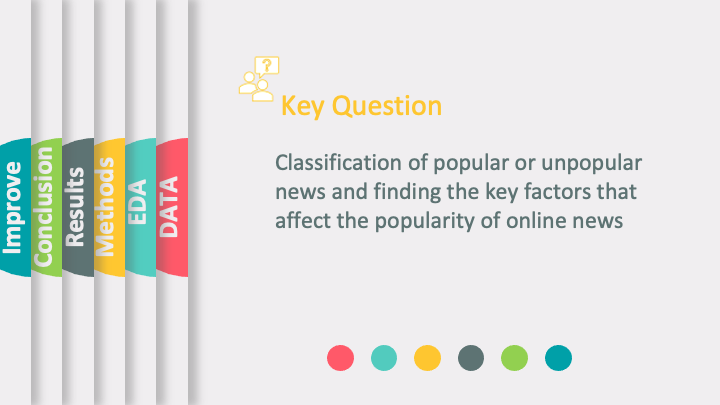 Improve
Conclusion
Results
Methods
EDA
DATA
?
Key Question
Classification of popular or unpopular
news and finding the key factors that
affect the popularity of online news